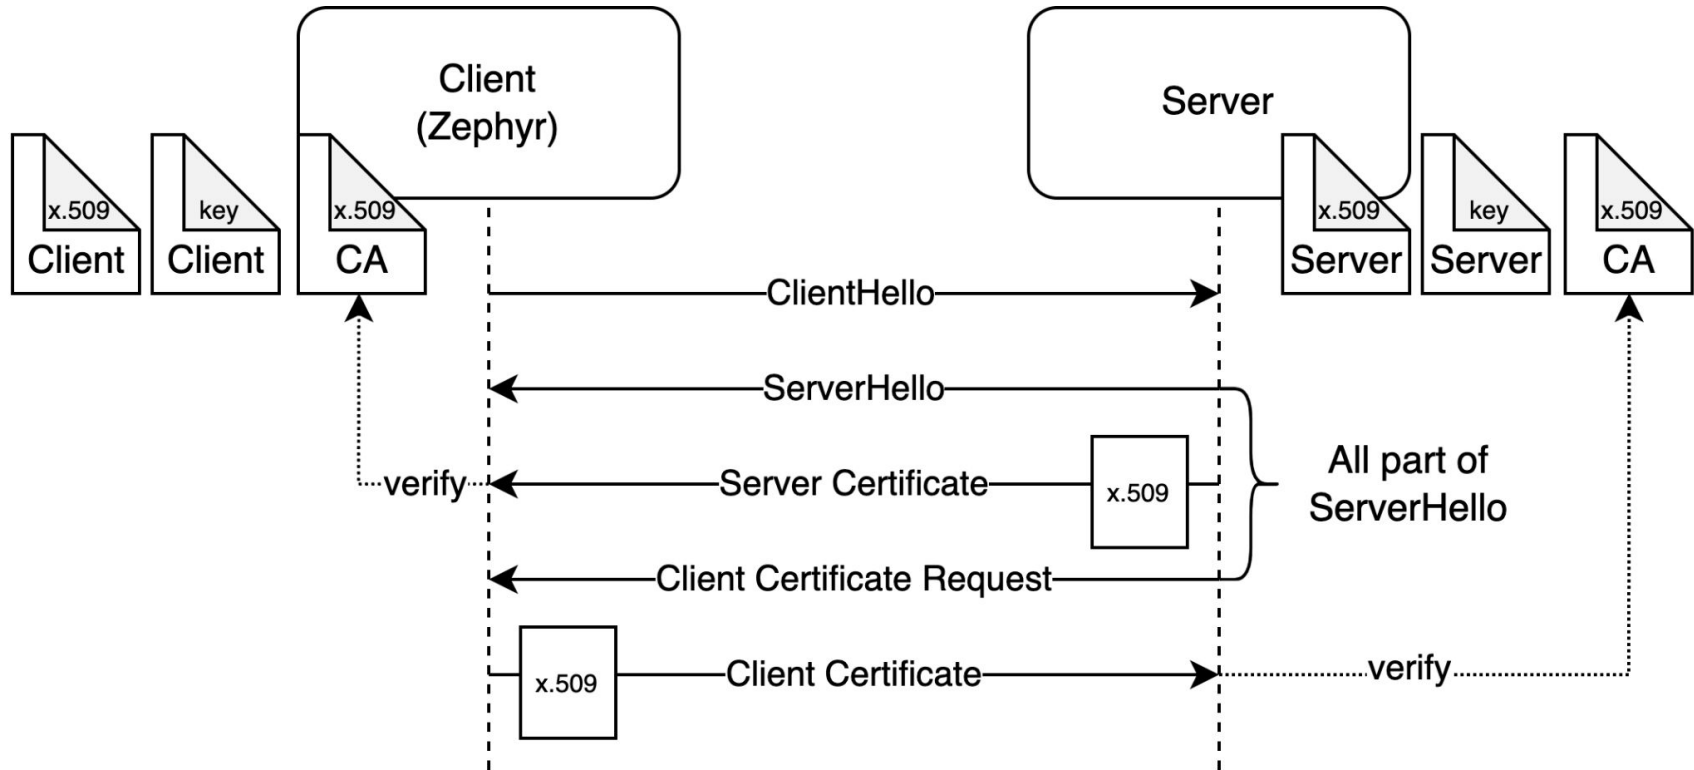 Client
(Zephyr)
Server
x.509
Client
key
Client
x.509
CA
x.509
Server
key
Server
x.509
CA
ClientHello
ServerHello
verify
Server Certificate
x.509
All part of
ServerHello
Client Certificate Request
x.509
Client Certificate
verify